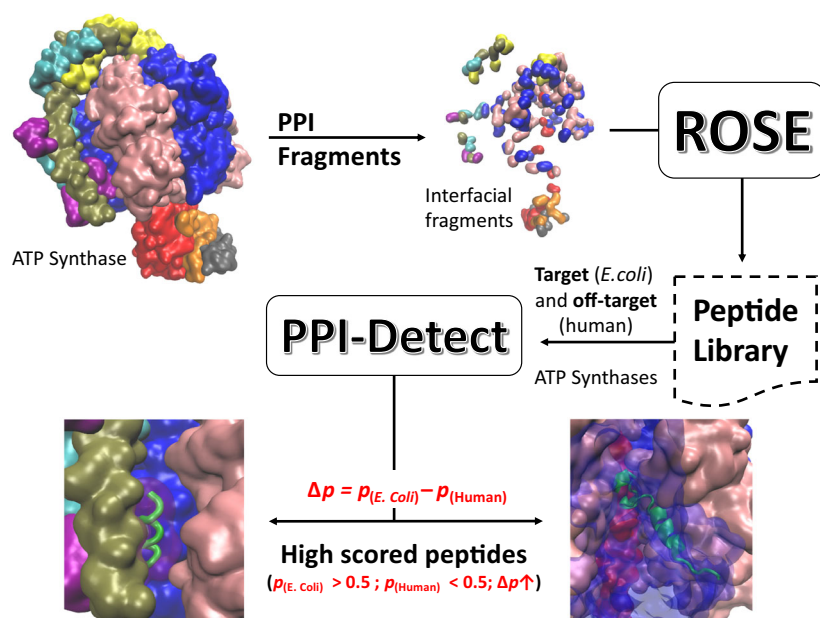 PPI
Fragments
ROSE
Interfacial
fragments
ATP Synthase
Target (E.coli)
and off-target
(human)
Peptide
Library
PPI-Detect
ATP Synthases
Δp = p(E. Coli) – p(Human)
High scored peptides
(p(E. Coli) > 0.5 ; p(Human) < 0.5; Δp↑)